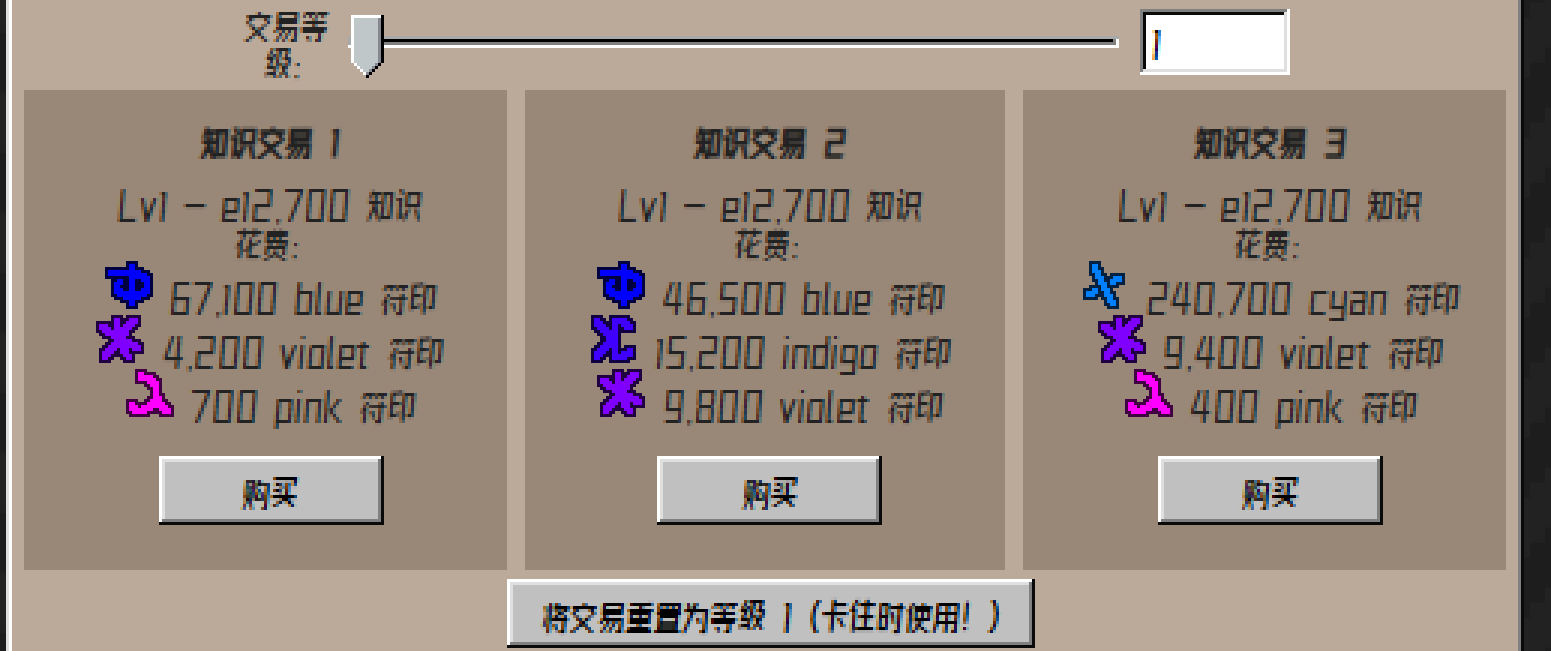 交易等
级:
1
知识交易 1
Lv1 - e12,700 知识
花费:
67,100 blue 符印
4,200 violet 符印
700 pink 符印
购买
知识交易 2
Lv1 - e12,700 知识
花费:
46,500 blue 符印
15,200 indigo 符印
9,800 violet 符印
购买
知识交易 3
Lv1 - e12,700 知识
花费:
240,700 cyan 符印
9,400 violet 符印
400 pink 符印
购买
将交易重置为等级 1 (卡住时使用! )